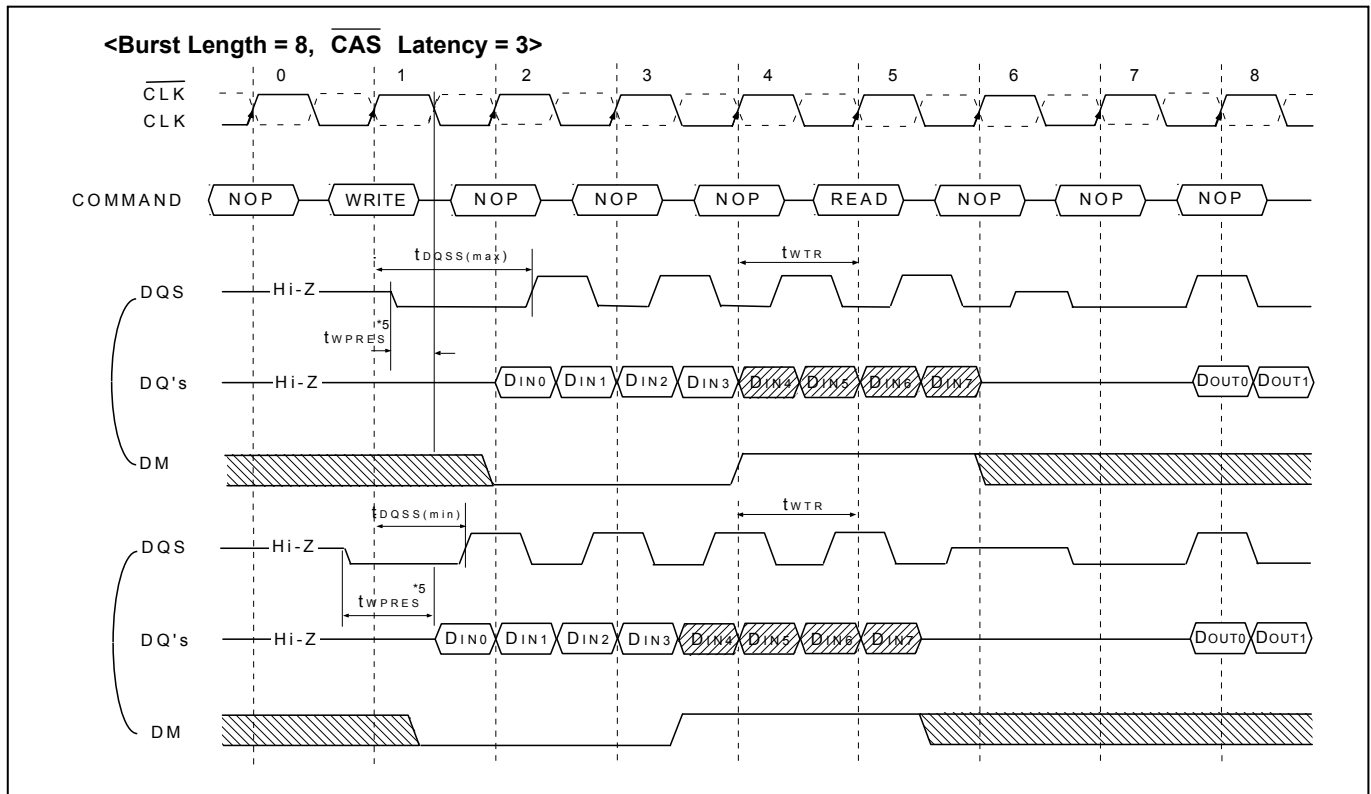 <Burst Length = 8, CAS Latency = 3>
0 1 2 3 4 5 6 7 8
CLK
CLK
COMMAND NOP WRITE NOP NOP NOP READ NOP NOP NOP
tDQSS(max) tWTR
DQS Hi-Z
tWPRES*5
DQ's Hi-Z DIN0 DIN1 DIN2 DIN3 DIN4 DIN5 DIN6 DIN7 DOUT0 DOUT1
DM
tDQSS(min) tWTR
DQS Hi-Z
tWPRES*5
DQ's Hi-Z DIN0 DIN1 DIN2 DIN3 DIN4 DIN5 DIN6 DIN7 DOUT0 DOUT1
DM